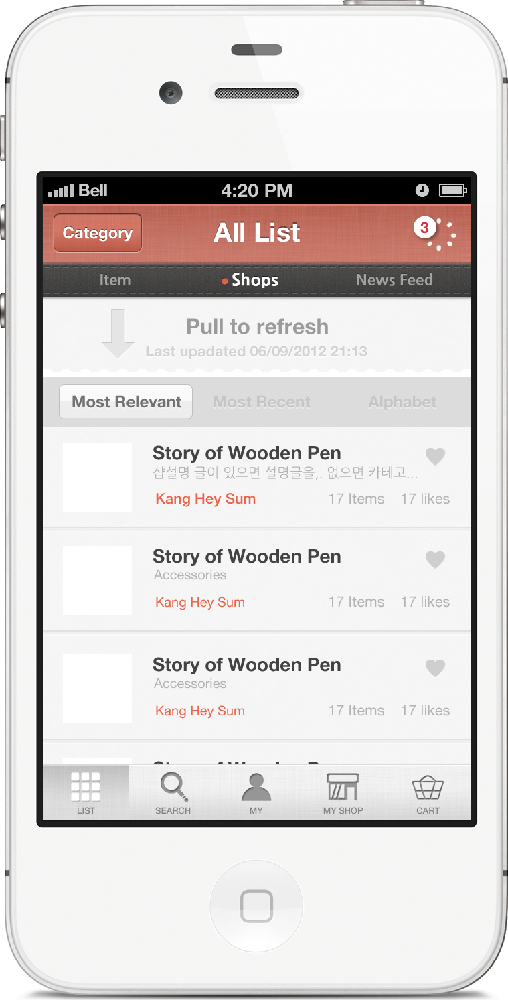 Bell 4:20 PM
Category All List 3
Item Shops News Feed
Pull to refresh
Last upadated 06/09/2012 21:13
Most Relevant Most Recent Alphabet
Story of Wooden Pen
샵설명 글이 있으면 설명글을,. 없으면 카테고...
Kang Hey Sum 17 Items 17 likes
Story of Wooden Pen
Accessories
Kang Hey Sum 17 Items 17 likes
Story of Wooden Pen
Accessories
Kang Hey Sum 17 Items 17 likes
Story of Wooden Pen
LIST SEARCH MY MY SHOP CART